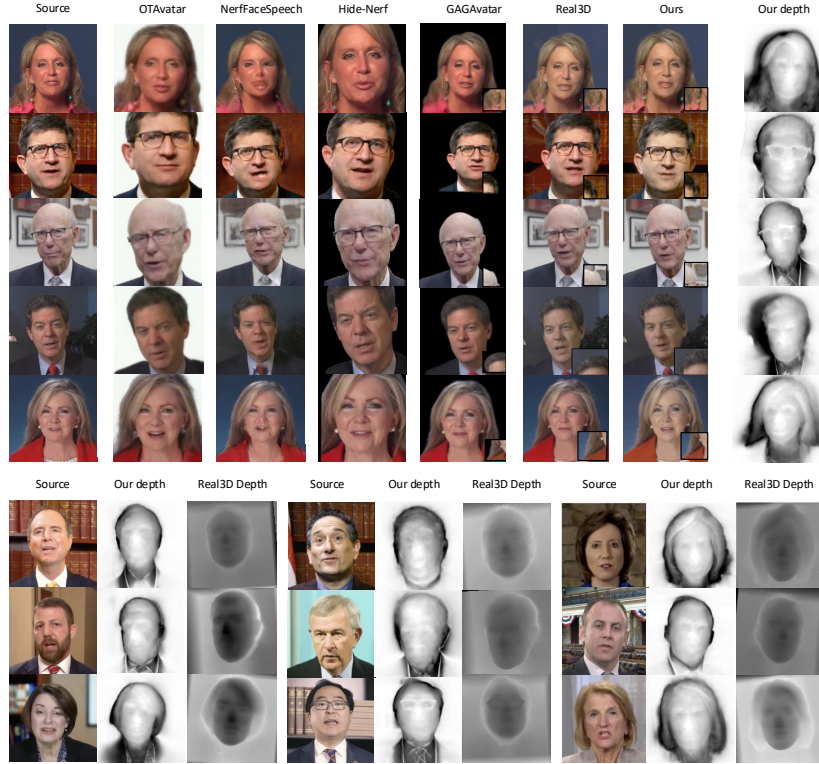 Source OTAvatar NerfFaceSpeech Hide-Nerf GAGAvatar Real3D Ours Our depth
Source Our depth Real3D Depth Source Our depth Real3D Depth Source Our depth Real3D Depth